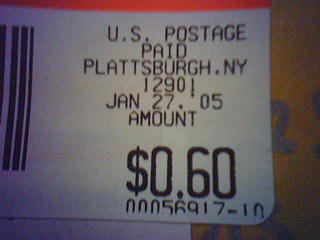 U.S. POSTAGE
PAID
PLATTSBURGH.NY
12901
JAN 27. 05
AMOUNT
$0.60
00056917-10